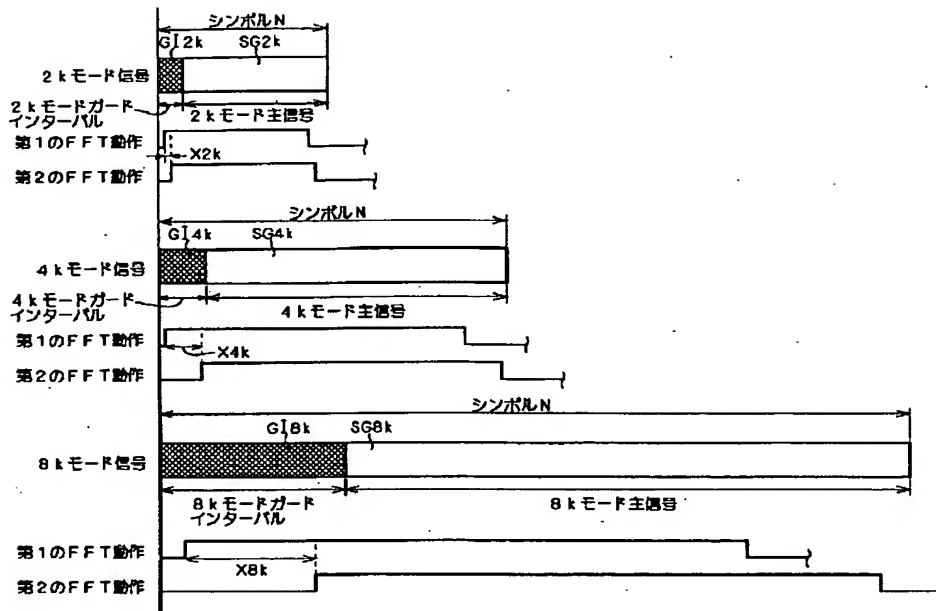 シンボルN
GI2k SG2k
2kモード信号
2kモードガード
インターバル
2kモード主信号
第1のFFT動作
X2k
第2のFFT動作
シンボルN
GI4k SG4k
4kモード信号
4kモードガード
インターバル
4kモード主信号
第1のFFT動作
X4k
第2のFFT動作
シンボルN
GI8k SG8k
8kモード信号
8kモードガード
インターバル
8kモード主信号
第1のFFT動作
X8k
第2のFFT動作